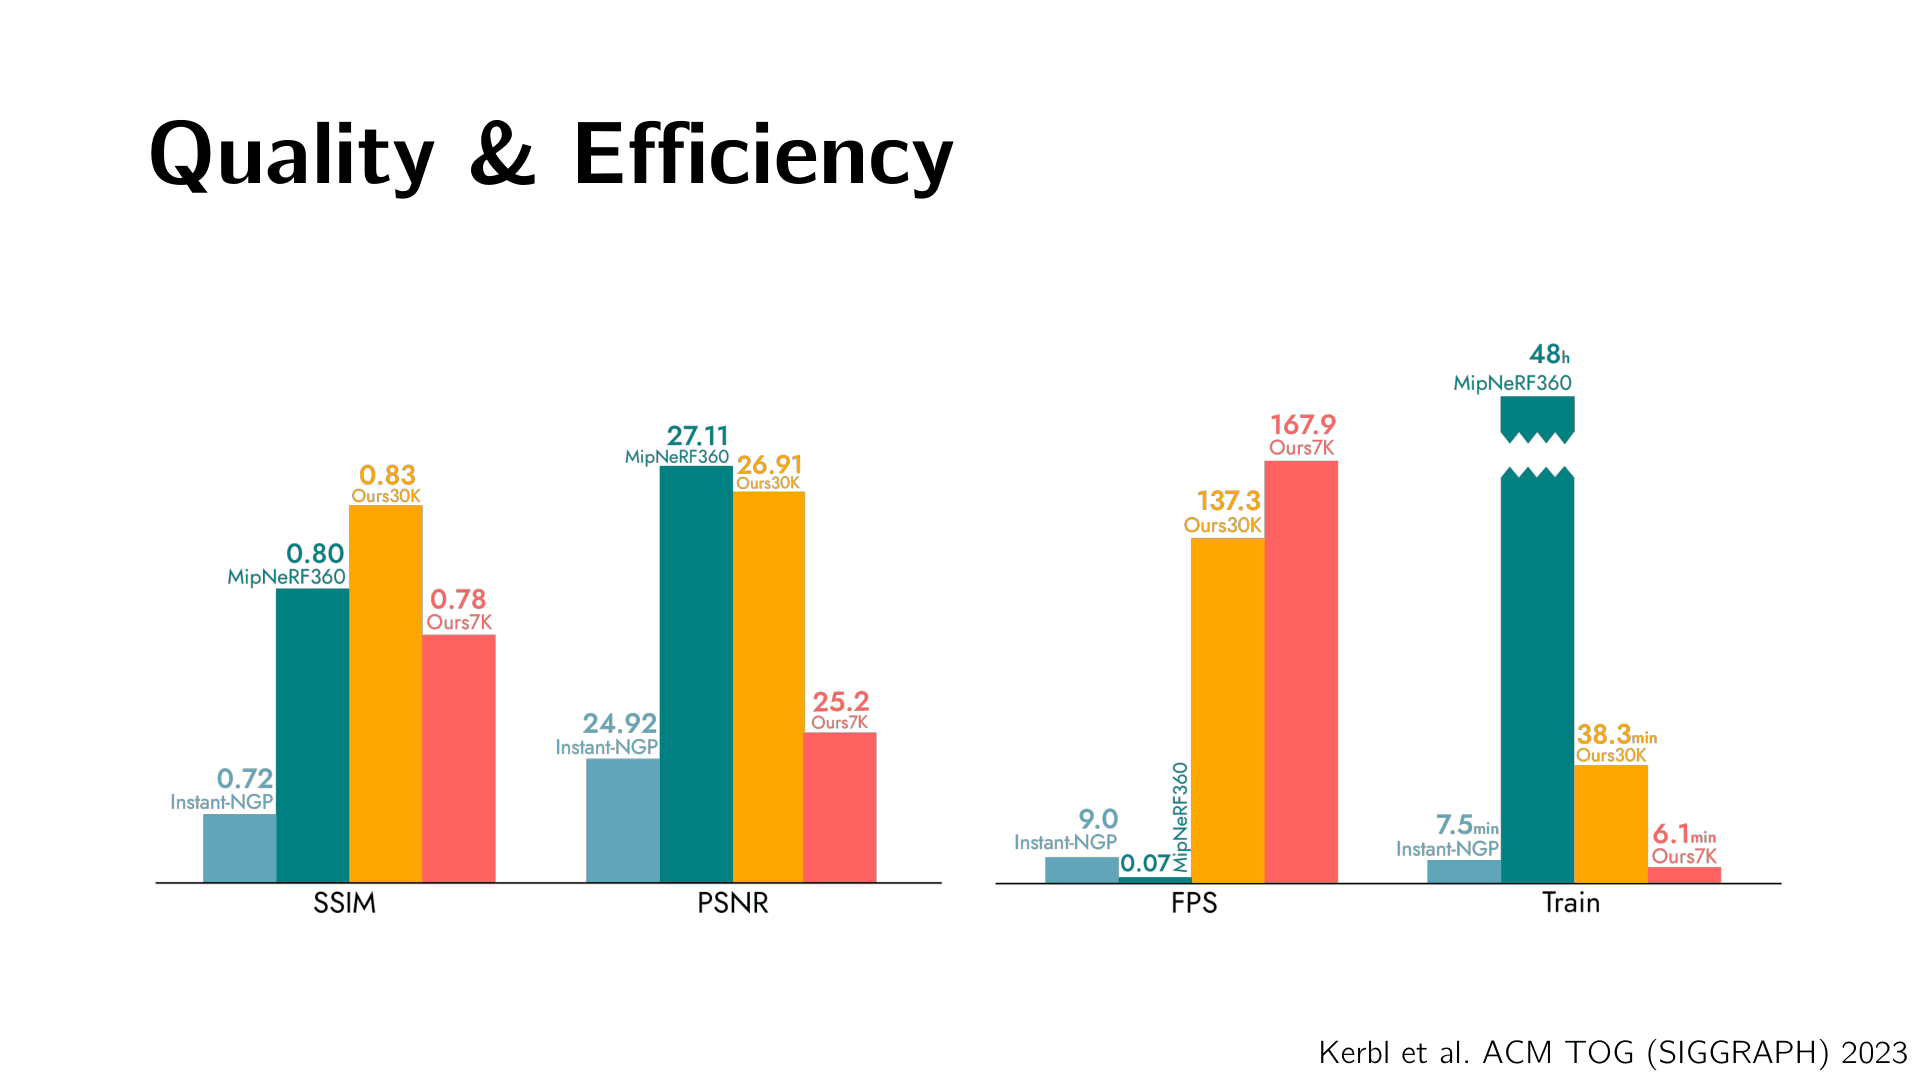 Quality & Efficiency
0.72
Instant-NGP
0.80
MipNeRF360
0.83
Ours30K
0.78
Ours7K
SSIM
24.92
Instant-NGP
27.11
MipNeRF360
26.91
Ours30K
25.2
Ours7K
PSNR
9.0
Instant-NGP
0.07
MipNeRF360
137.3
Ours30K
167.9
Ours7K
FPS
7.5min
Instant-NGP
48h
MipNeRF360
38.3min
Ours30K
6.1min
Ours7K
Train
Kerbl et al. ACM TOG (SIGGRAPH) 2023